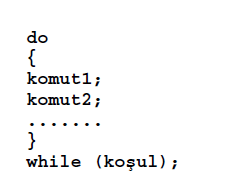 do
{
komut1;
komut2;
.......
}
while (koşul);